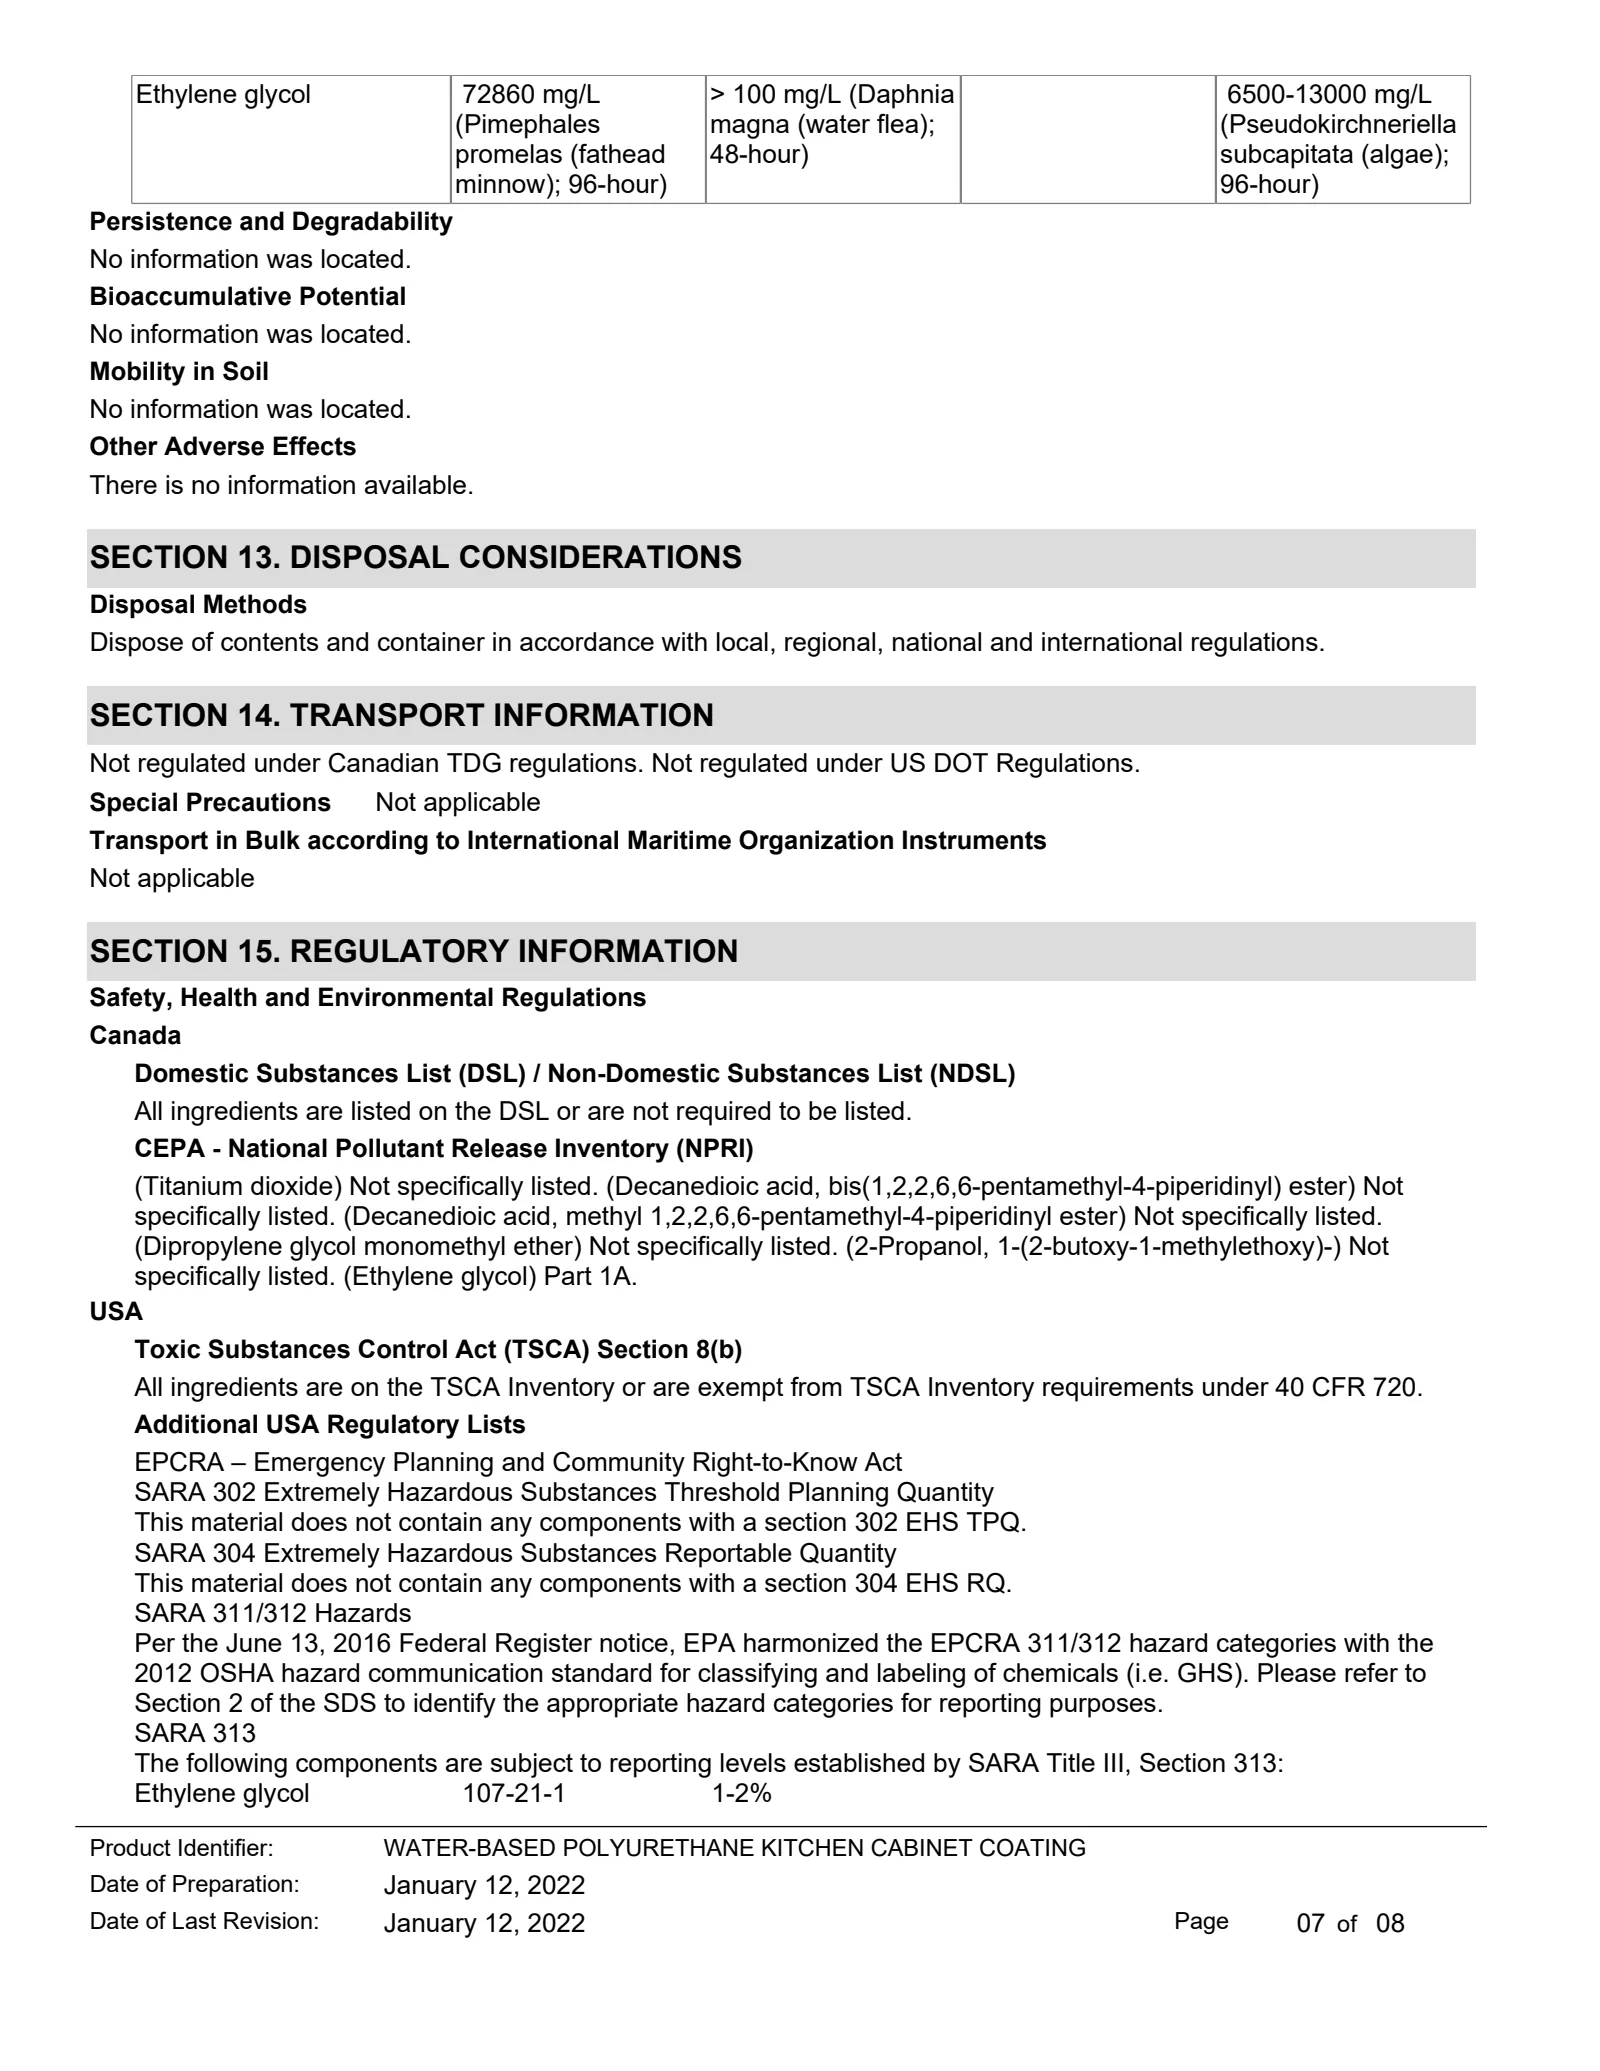 Ethylene glycol
72860 mg/L
(Pimephales
promelas (fathead
minnow); 96-hour)
> 100 mg/L (Daphnia
magna (water flea);
48-hour)
6500-13000 mg/L
(Pseudokirchneriella
subcapitata (algae);
96-hour)
Persistence and Degradability
No information was located.
Bioaccumulative Potential
No information was located.
Mobility in Soil
No information was located.
Other Adverse Effects
There is no information available.
SECTION 13. DISPOSAL CONSIDERATIONS
Disposal Methods
Dispose of contents and container in accordance with local, regional, national and international regulations.
SECTION 14. TRANSPORT INFORMATION
Not regulated under Canadian TDG regulations. Not regulated under US DOT Regulations.
Special Precautions Not applicable
Transport in Bulk according to International Maritime Organization Instruments
Not applicable
SECTION 15. REGULATORY INFORMATION
Safety, Health and Environmental Regulations
Canada
Domestic Substances List (DSL) / Non-Domestic Substances List (NDSL)
All ingredients are listed on the DSL or are not required to be listed.
CEPA - National Pollutant Release Inventory (NPRI)
(Titanium dioxide) Not specifically listed. (Decanedioic acid, bis(1,2,2,6,6-pentamethyl-4-piperidinyl) ester) Not
specifically listed. (Decanedioic acid, methyl 1,2,2,6,6-pentamethyl-4-piperidinyl ester) Not specifically listed.
(Dipropylene glycol monomethyl ether) Not specifically listed. (2-Propanol, 1-(2-butoxy-1-methylethoxy)-) Not
specifically listed. (Ethylene glycol) Part 1A.
USA
Toxic Substances Control Act (TSCA) Section 8(b)
All ingredients are on the TSCA Inventory or are exempt from TSCA Inventory requirements under 40 CFR 720.
Additional USA Regulatory Lists
EPCRA – Emergency Planning and Community Right-to-Know Act
SARA 302 Extremely Hazardous Substances Threshold Planning Quantity
This material does not contain any components with a section 302 EHS TPQ.
SARA 304 Extremely Hazardous Substances Reportable Quantity
This material does not contain any components with a section 304 EHS RQ.
SARA 311/312 Hazards
Per the June 13, 2016 Federal Register notice, EPA harmonized the EPCRA 311/312 hazard categories with the
2012 OSHA hazard communication standard for classifying and labeling of chemicals (i.e. GHS). Please refer to
Section 2 of the SDS to identify the appropriate hazard categories for reporting purposes.
SARA 313
The following components are subject to reporting levels established by SARA Title III, Section 313:
Ethylene glycol 107-21-1 1-2%
Product Identifier: WATER-BASED POLYURETHANE KITCHEN CABINET COATING
Date of Preparation: January 12, 2022
Date of Last Revision: January 12, 2022 Page 07 of 08